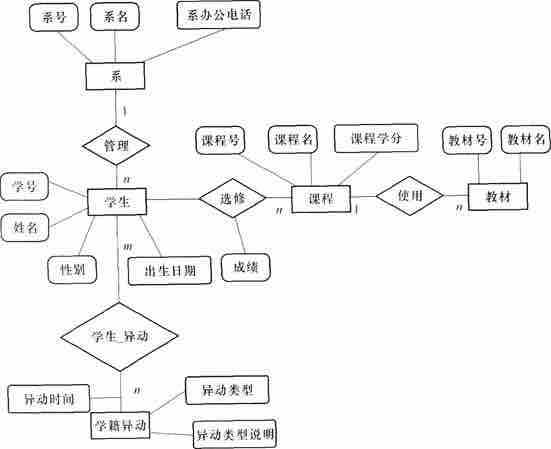 系号
系名
系办公电话
系
1
管理
n
课程号
课程名
课程学分
教材号
教材名
学号
学生
选修
n
课程
1
使用
n
教材
姓名
m
性别
出生日期
成绩
学生_异动
n
异动时间
异动类型
学籍异动
异动类型说明